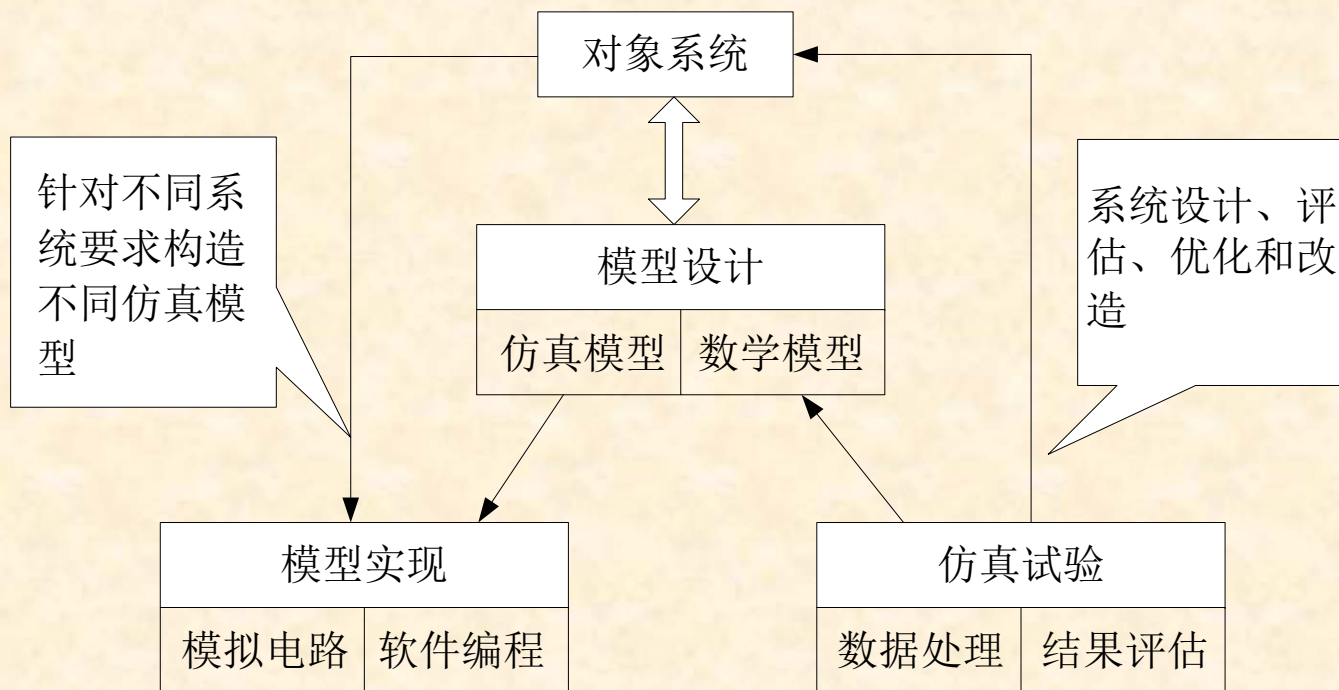 对象系统
针对不同系
统要求构造
不同仿真模
型
系统设计、评
估、优化和改
造
模型设计
仿真模型 数学模型
模型实现
模拟电路 软件编程
仿真试验
数据处理 结果评估